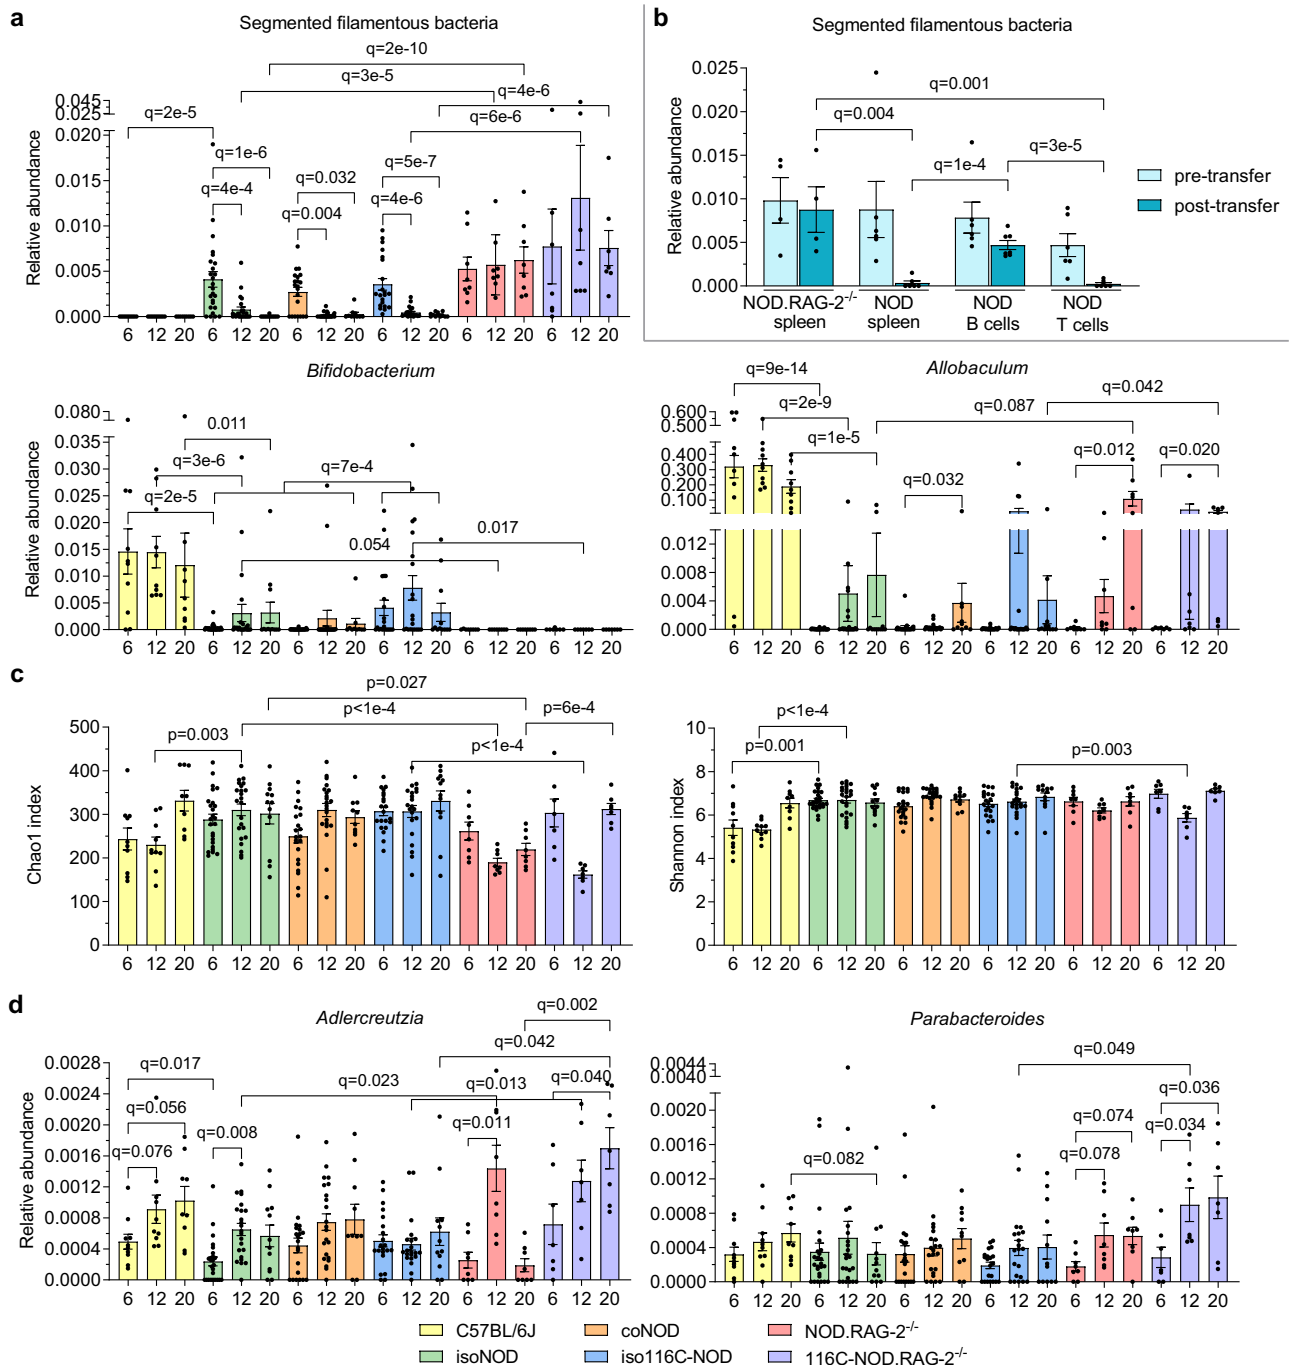 a
Segmented filamentous bacteria
q=2e-10
q=3e-5
q=4e-6
q=2e-5
q=6e-6
q=1e-6
q=5e-7
q=4e-4
q=0.032
q=4e-6
q=0.004
Relative abundance
0.045
0.025
0.020
0.015
0.010
0.005
0.000
6 12 20 6 12 20 6 12 20 6 12 20 6 12 20 6 12 20
b
Segmented filamentous bacteria
q=0.001
q=0.004
q=3e-5
q=1e-4
Relative abundance
0.025
0.020
0.015
0.010
0.005
0.000
NOD.RAG-2-/- spleen
NOD spleen
NOD B cells
NOD T cells
pre-transfer
post-transfer
Bifidobacterium
0.011
q=3e-6
q=7e-4
q=2e-5
0.017
0.054
Relative abundance
0.080
0.035
0.030
0.025
0.020
0.015
0.010
0.005
0.000
6 12 20 6 12 20 6 12 20 6 12 20 6 12 20 6 12 20
Allobaculum
q=9e-14
q=0.042
q=2e-9
q=0.087
q=1e-5
q=0.012
q=0.020
q=0.032
0.600
0.500
0.400
0.300
0.200
0.100
0.012
0.008
0.004
0.000
6 12 20 6 12 20 6 12 20 6 12 20 6 12 20 6 12 20
c
p=0.027
p<1e-4
p=6e-4
p=0.003
p<1e-4
Chao1 index
500
400
300
200
100
0
6 12 20 6 12 20 6 12 20 6 12 20 6 12 20 6 12 20
p<1e-4
p=0.001
p=0.003
Shannon index
10
8
6
4
2
0
6 12 20 6 12 20 6 12 20 6 12 20 6 12 20 6 12 20
d
Adlercreutzia
q=0.002
q=0.042
q=0.017
q=0.023
q=0.013
q=0.040
q=0.056
q=0.011
q=0.008
q=0.076
Relative abundance
0.0028
0.0024
0.0020
0.0016
0.0012
0.0008
0.0004
0.0000
6 12 20 6 12 20 6 12 20 6 12 20 6 12 20 6 12 20
Parabacteroides
q=0.049
q=0.036
q=0.074
q=0.034
q=0.082
q=0.078
0.0044
0.0040
0.0020
0.0016
0.0012
0.0008
0.0004
0.0000
6 12 20 6 12 20 6 12 20 6 12 20 6 12 20 6 12 20
C57BL/6J
coNOD
NOD.RAG-2-/-
isoNOD
iso116C-NOD
116C-NOD.RAG-2-/-